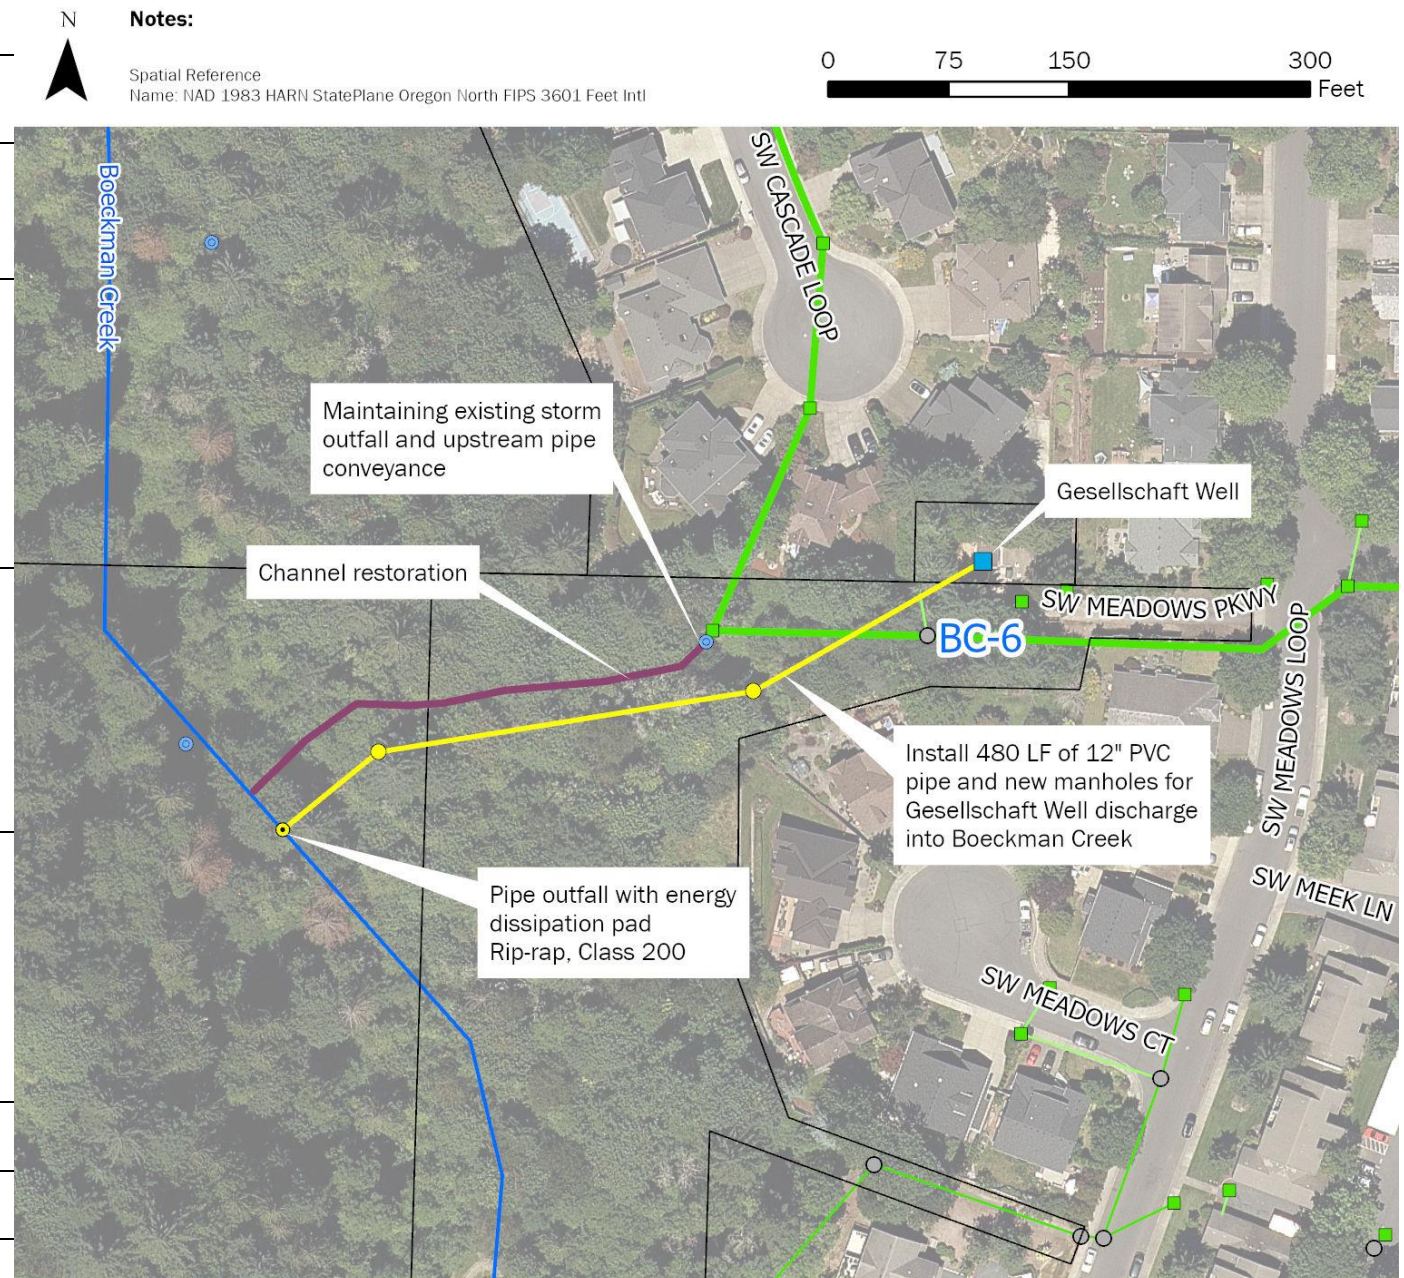 N
Notes:
Spatial Reference
Name: NAD 1983 HARN StatePlane Oregon North FIPS 3601 Feet Intl
0 75 150 300
Feet
Boeckman Creek
SW CASCADE LOOP
Maintaining existing storm
outfall and upstream pipe
conveyance
Gesellschaft Well
Channel restoration
SW MEADOWS PKWY
BC-6
SW MEADOWS LOOP
Install 480 LF of 12" PVC
pipe and new manholes for
Gesellschaft Well discharge
into Boeckman Creek
Pipe outfall with energy
dissipation pad
Rip-rap, Class 200
SW MEEK LN
SW MEADOWS CT